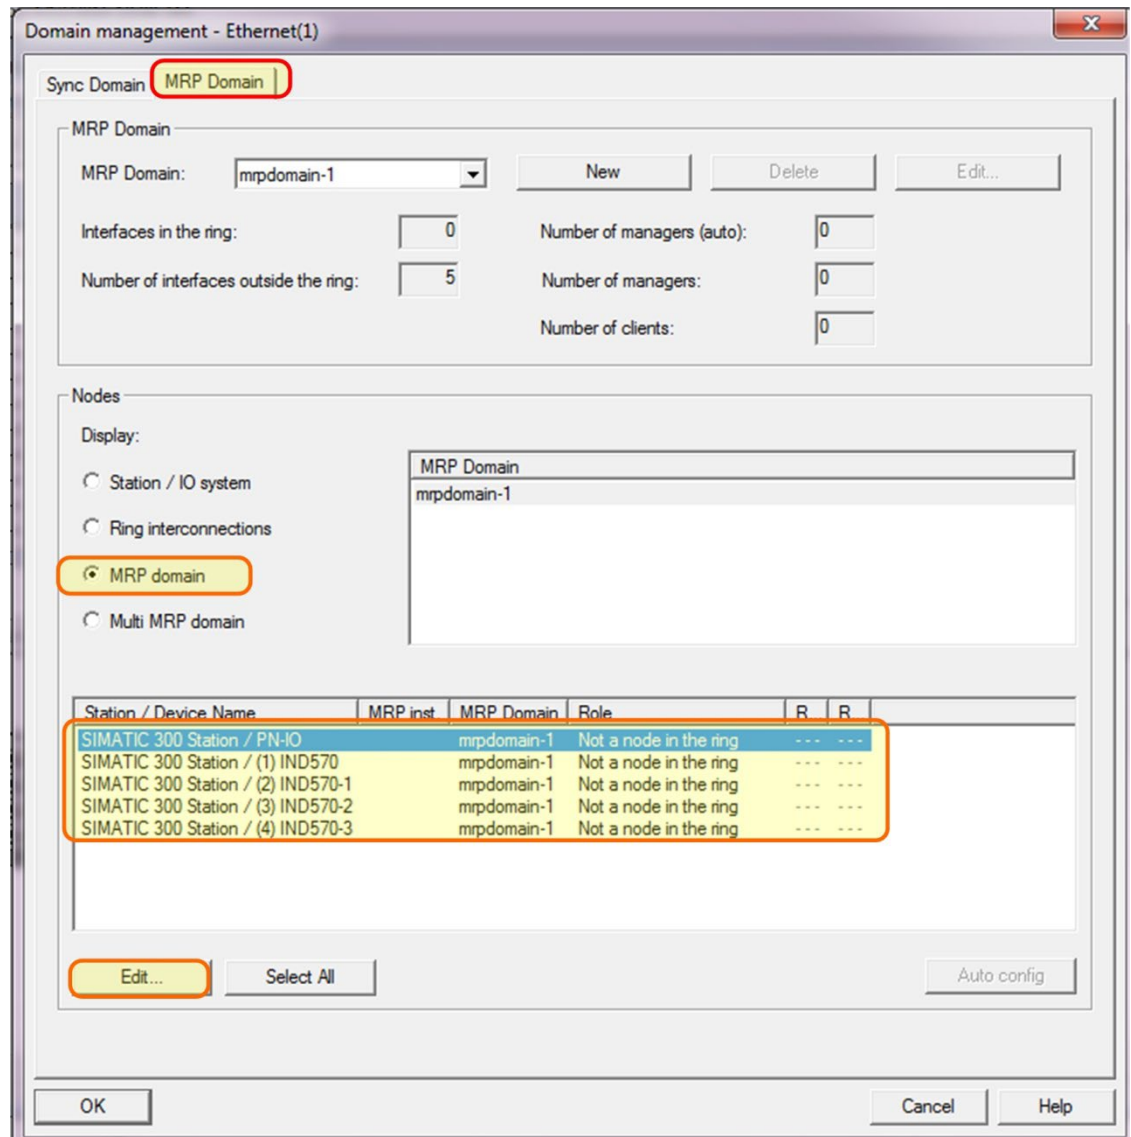 Domain management - Ethernet(1)
Sync Domain MRP Domain
MRP Domain
MRP Domain: mrpdomain-1 New Delete Edit...
Interfaces in the ring: 0 Number of managers (auto): 0
Number of interfaces outside the ring: 5 Number of managers: 0
Number of clients: 0
Nodes
Display:
MRP Domain
Station / IO system
mrpdomain-1
Ring interconnections
MRP domain
Multi MRP domain
Station / Device Name MRP inst. MRP Domain Role R... R...
SIMATIC 300 Station / PN-IO mrpdomain-1 Not a node in the ring --- ---
SIMATIC 300 Station / (1) IND570 mrpdomain-1 Not a node in the ring --- ---
SIMATIC 300 Station / (2) IND570-1 mrpdomain-1 Not a node in the ring --- ---
SIMATIC 300 Station / (3) IND570-2 mrpdomain-1 Not a node in the ring --- ---
SIMATIC 300 Station / (4) IND570-3 mrpdomain-1 Not a node in the ring --- ---
Edit... Select All Auto config
OK Cancel Help